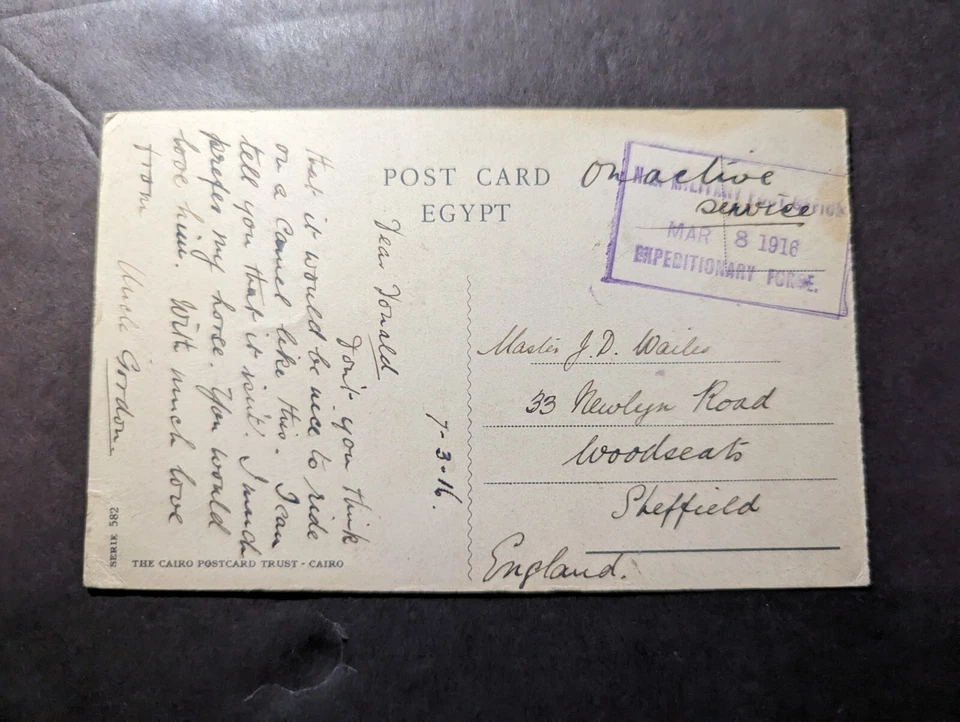 POST CARD
EGYPT
On active
service
N.Z. MILITARY POST OFFICE
MAR 8 1916
EXPEDITIONARY FORCE.
7-3-16.
Dear Donald
Don't you think
that it would be nice to ride
on a Camel like this. I can
tell you that it isn't. I much
prefer my horse. You would
love him. With much love
from Uncle Gordon
Master J.D. Wailes
33 Newlyn Road
Woodseats
Sheffield
England.
SERIE 582
THE CAIRO POSTCARD TRUST - CAIRO